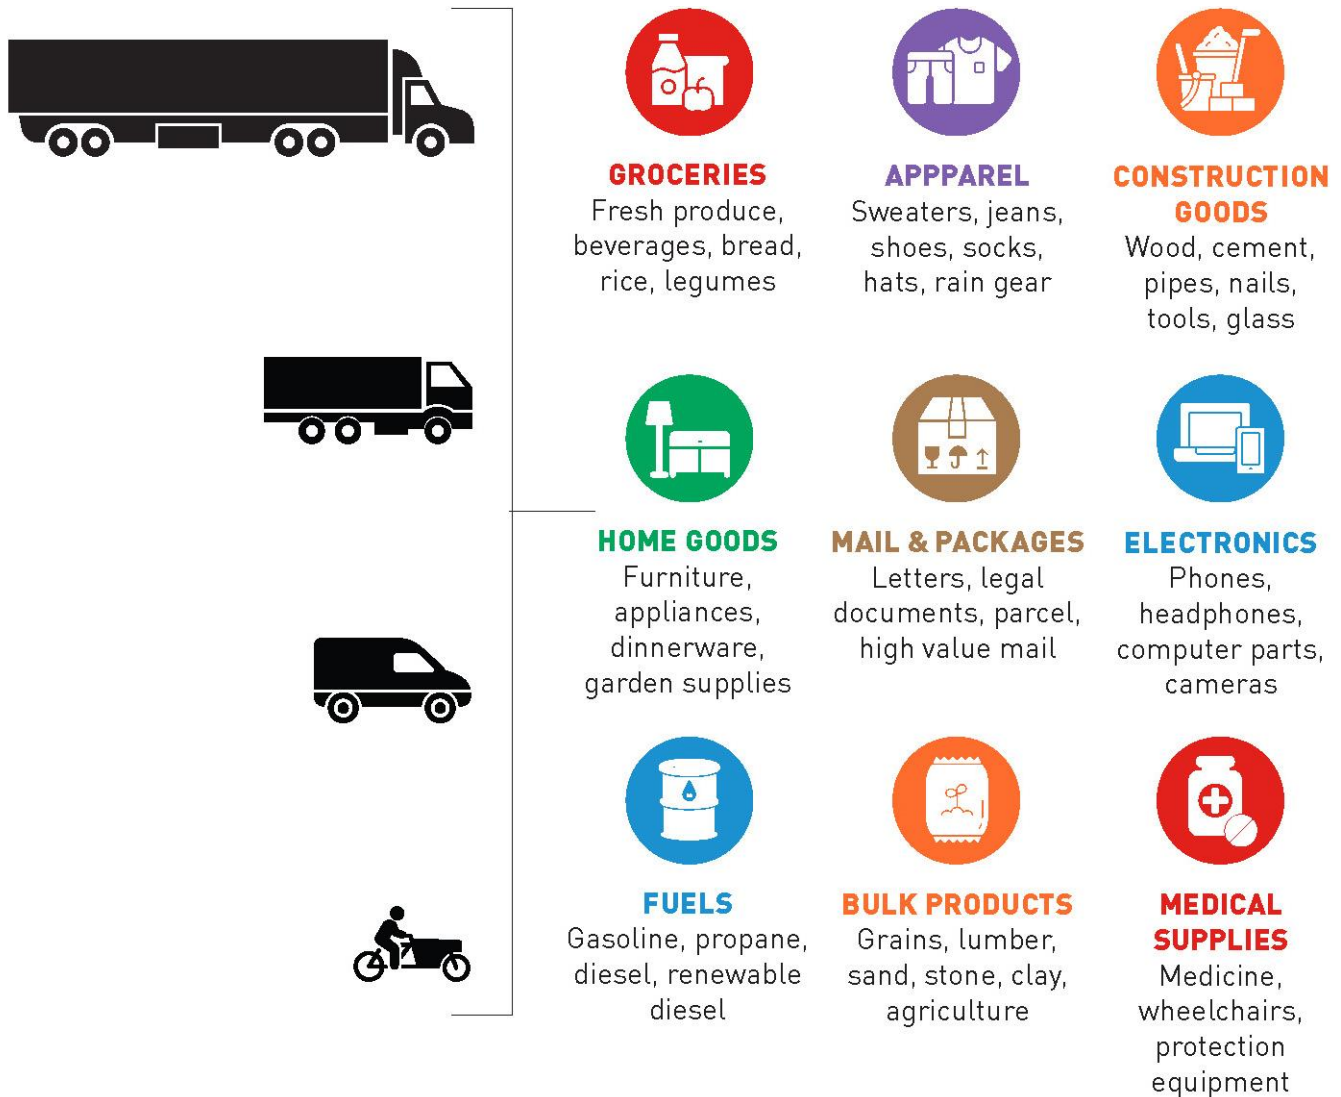 GROCERIES
Fresh produce,
beverages, bread,
rice, legumes
APPPAREL
Sweaters, jeans,
shoes, socks,
hats, rain gear
CONSTRUCTION
GOODS
Wood, cement,
pipes, nails,
tools, glass
HOME GOODS
Furniture,
appliances,
dinnerware,
garden supplies
MAIL & PACKAGES
Letters, legal
documents, parcel,
high value mail
ELECTRONICS
Phones,
headphones,
computer parts,
cameras
FUELS
Gasoline, propane,
diesel, renewable
diesel
BULK PRODUCTS
Grains, lumber,
sand, stone, clay,
agriculture
MEDICAL
SUPPLIES
Medicine,
wheelchairs,
protection
equipment